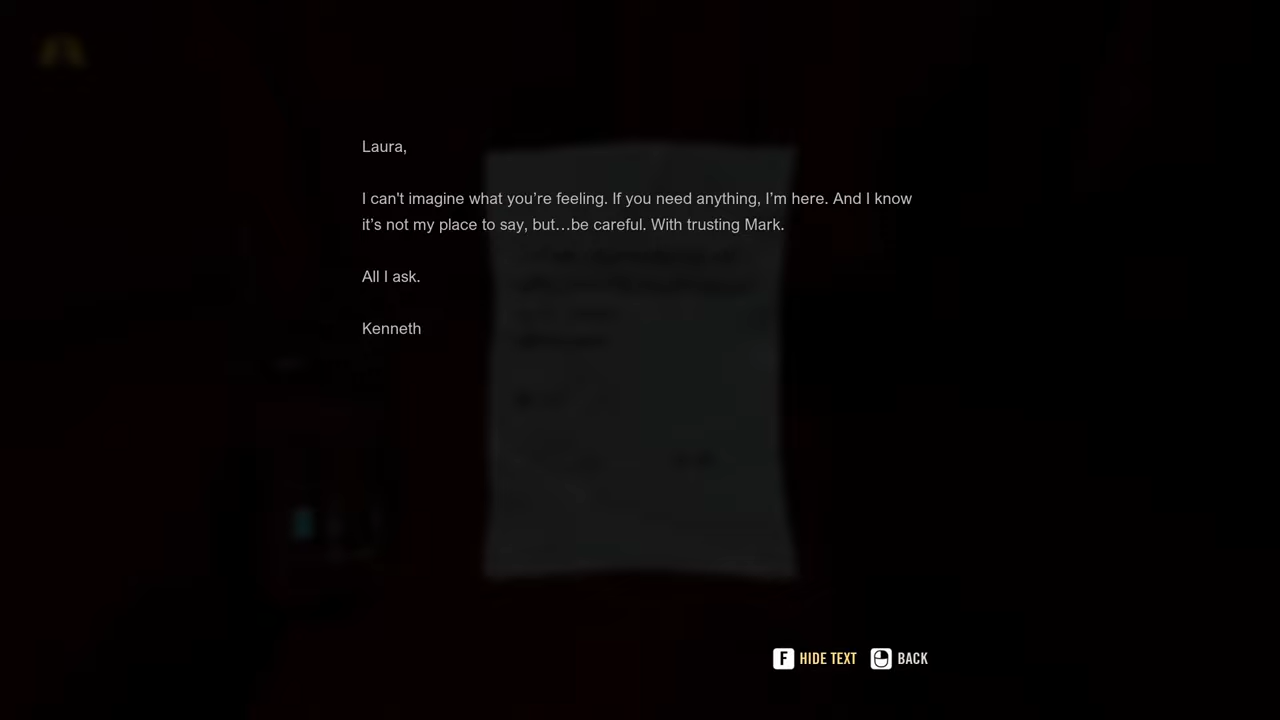 Laura,
I can't imagine what you're feeling. If you need anything, I'm here. And I know
it's not my place to say, but…be careful. With trusting Mark.
All I ask.
Kenneth
F HIDE TEXT BACK